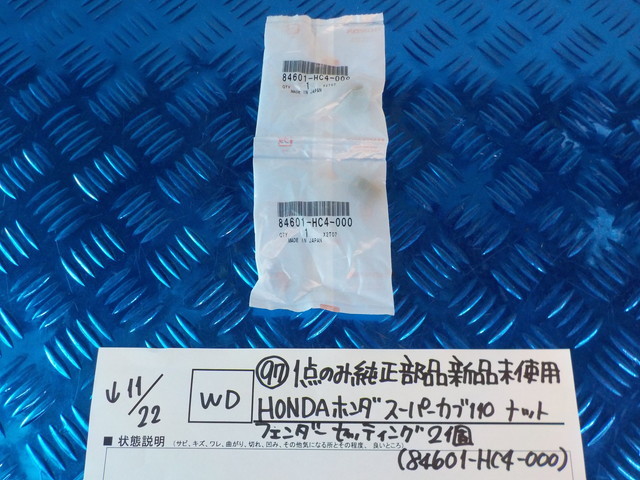 84601-HC4-000
QTY 1 X2707
MADE IN JAPAN
84601-HC4-000
QTY 1 X2707
MADE IN JAPAN
↓11/22
WD
97 1点のみ純正部品新品未使用
HONDAホンダスーパーカブ110 ナット
フェンダーセッティング2個
(84601-HC4-000)
■ 状態説明 (サビ、キズ、ワレ、曲がり、切れ、凹み、その他気になる所とその程度、良いところ)